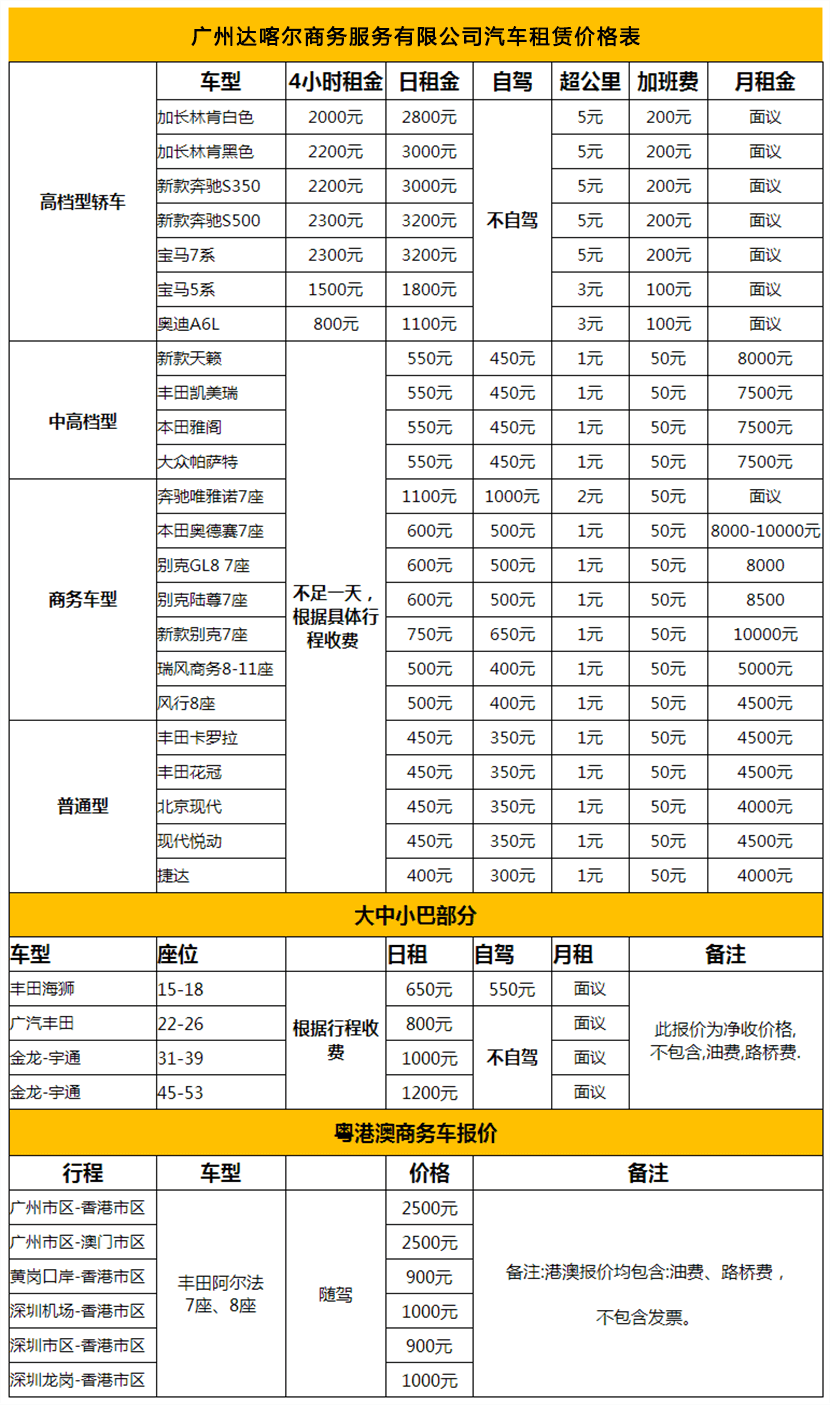 广州达喀尔商务服务有限公司汽车租赁价格表
车型 4小时租金 日租金 自驾 超公里 加班费 月租金
高档型轿车
加长林肯白色 2000元 2800元 5元 200元 面议
加长林肯黑色 2200元 3000元 5元 200元 面议
新款奔驰S350 2200元 3000元 5元 200元 面议
新款奔驰S500 2300元 3200元 不自驾 5元 200元 面议
宝马7系 2300元 3200元 5元 200元 面议
宝马5系 1500元 1800元 3元 100元 面议
奥迪A6L 800元 1100元 3元 100元 面议
中高档型
新款天籁 550元 450元 1元 50元 8000元
丰田凯美瑞 550元 450元 1元 50元 7500元
本田雅阁 550元 450元 1元 50元 7500元
大众帕萨特 550元 450元 1元 50元 7500元
商务车型
奔驰唯雅诺7座 1100元 1000元 2元 50元 面议
本田奥德赛7座 600元 500元 1元 50元 8000-10000元
别克GL8 7座 600元 500元 1元 50元 8000
别克陆尊7座 600元 500元 1元 50元 8500
新款别克7座 750元 650元 1元 50元 10000元
瑞风商务8-11座 500元 400元 1元 50元 5000元
风行8座 500元 400元 1元 50元 4500元
不足一天，
根据具体行
程收费
普通型
丰田卡罗拉 450元 350元 1元 50元 4500元
丰田花冠 450元 350元 1元 50元 4500元
北京现代 450元 350元 1元 50元 4000元
现代悦动 450元 350元 1元 50元 4500元
捷达 400元 300元 1元 50元 4000元
大中小巴部分
车型 座位 日租 自驾 月租 备注
丰田海狮 15-18 650元 550元 面议
广汽丰田 22-26 800元 面议
金龙-宇通 31-39 1000元 不自驾 面议
金龙-宇通 45-53 1200元 面议
根据行程收
费
此报价为净收价格,
不包含,油费,路桥费.
粤港澳商务车报价
行程 车型 价格 备注
广州市区-香港市区 2500元
广州市区-澳门市区 2500元
黄岗口岸-香港市区 900元
深圳机场-香港市区 1000元
深圳市区-香港市区 900元
深圳龙岗-香港市区 1000元
丰田阿尔法
7座、8座
随驾
备注:港澳报价均包含:油费、路桥费，
不包含发票。